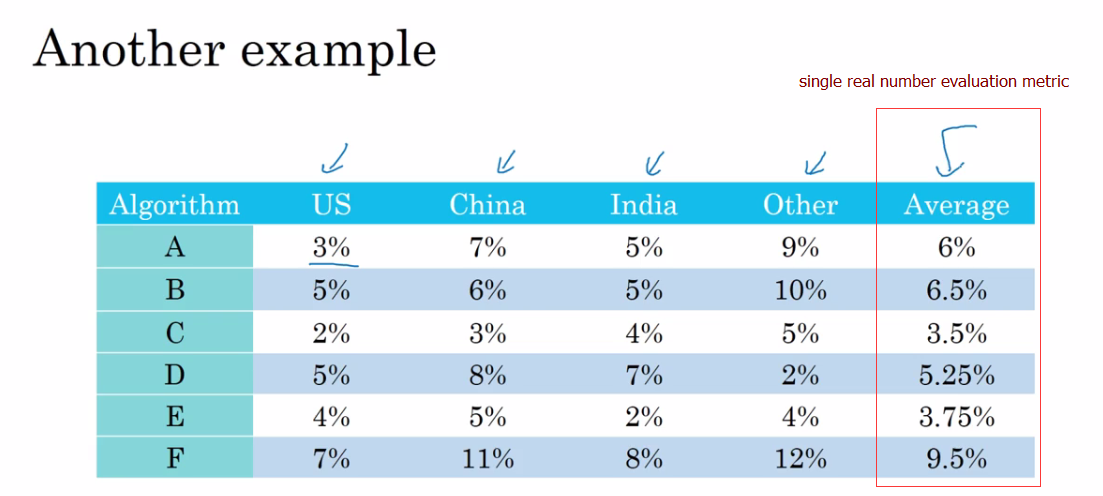 Another example
single real number evaluation metric
Algorithm US China India Other Average
A 3% 7% 5% 9% 6%
B 5% 6% 5% 10% 6.5%
C 2% 3% 4% 5% 3.5%
D 5% 8% 7% 2% 5.25%
E 4% 5% 2% 4% 3.75%
F 7% 11% 8% 12% 9.5%